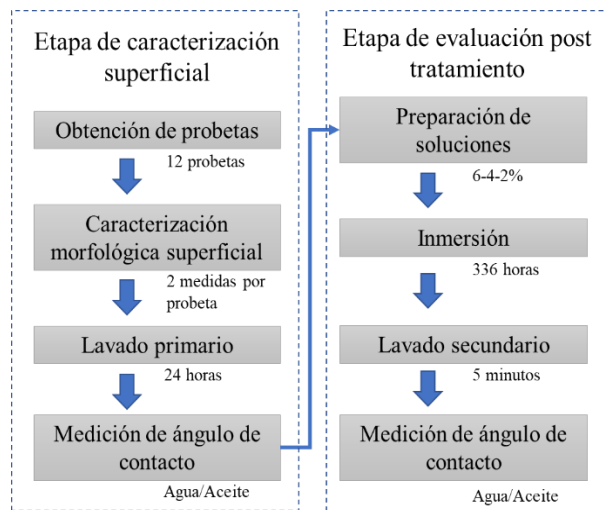 Etapa de caracterización
superficial
Obtención de probetas
12 probetas
Caracterización
morfológica superficial
2 medidas por
probeta
Lavado primario
24 horas
Medición de ángulo de
contacto
Agua/Aceite
Etapa de evaluación post
tratamiento
Preparación de
soluciones
6-4-2%
Inmersión
336 horas
Lavado secundario
5 minutos
Medición de ángulo de
contacto
Agua/Aceite